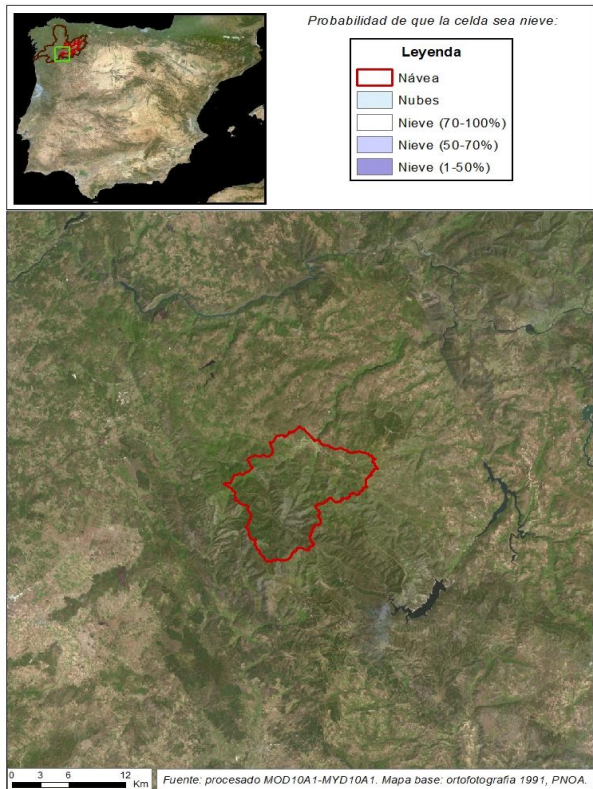 Probabilidad de que la celda sea nieve:
Leyenda
Návea
Nubes
Nieve (70-100%)
Nieve (50-70%)
Nieve (1-50%)
0 3 6 12
Km
Fuente: procesado MOD10A1-MYD10A1. Mapa base: ortofotografia 1991, PNOA.